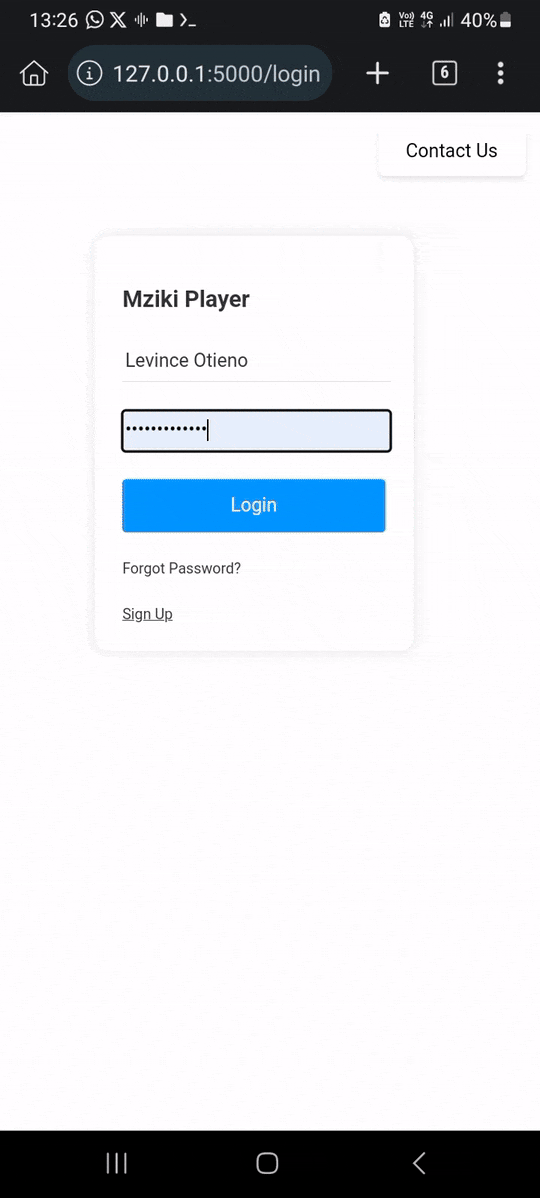 13:26 Vo)) LTE 4G 40%
127.0.0.1:5000/login 6
Contact Us
Mziki Player
Levince Otieno
•••••••••••••
Login
Forgot Password?
Sign Up